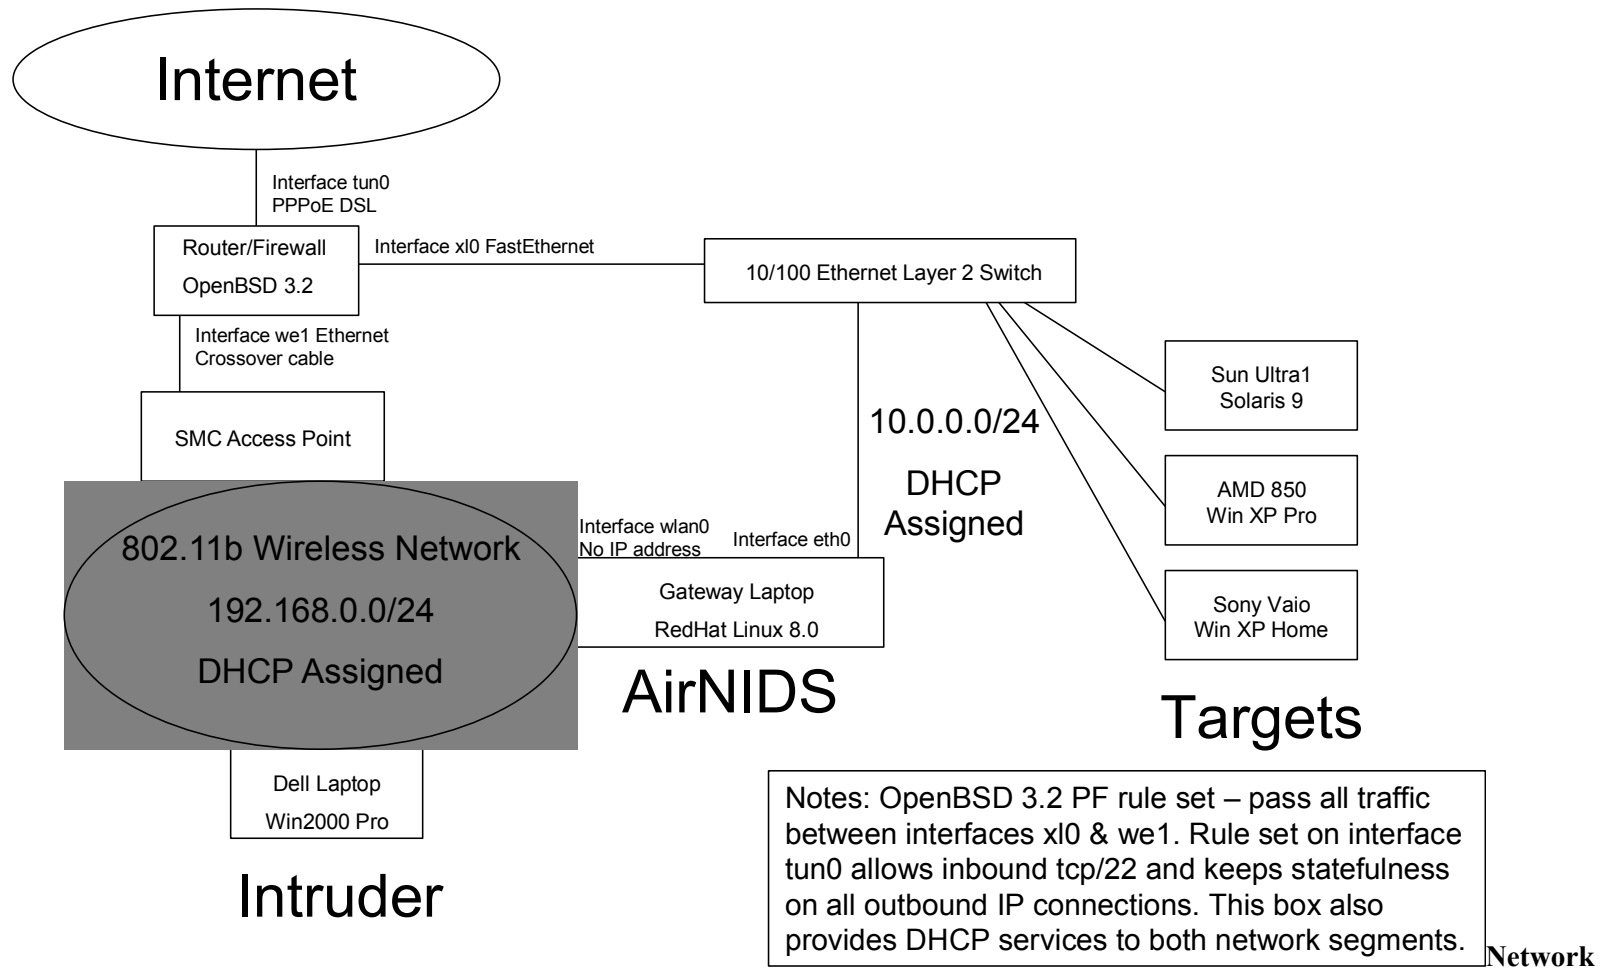 Internet
Interface tun0
PPPoE DSL
Router/Firewall
OpenBSD 3.2
Interface xl0 FastEthernet
10/100 Ethernet Layer 2 Switch
Interface we1 Ethernet
Crossover cable
SMC Access Point
Sun Ultra1
Solaris 9
10.0.0.0/24
DHCP
Assigned
AMD 850
Win XP Pro
802.11b Wireless Network
192.168.0.0/24
DHCP Assigned
Interface wlan0
No IP address
Interface eth0
Gateway Laptop
RedHat Linux 8.0
AirNIDS
Sony Vaio
Win XP Home
Targets
Dell Laptop
Win2000 Pro
Intruder
Notes: OpenBSD 3.2 PF rule set – pass all traffic
between interfaces xl0 & we1. Rule set on interface
tun0 allows inbound tcp/22 and keeps statefulness
on all outbound IP connections. This box also
provides DHCP services to both network segments.
Network